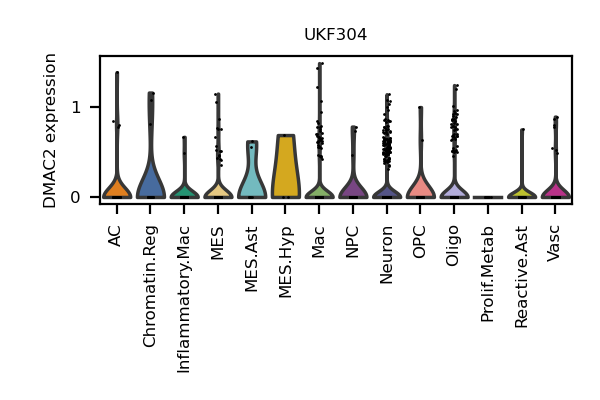 UKF304
DMAC2 expression
1
0
AC
Chromatin.Reg
Inflammatory.Mac
MES
MES.Ast
MES.Hyp
Mac
NPC
Neuron
OPC
Oligo
Prolif.Metab
Reactive.Ast
Vasc